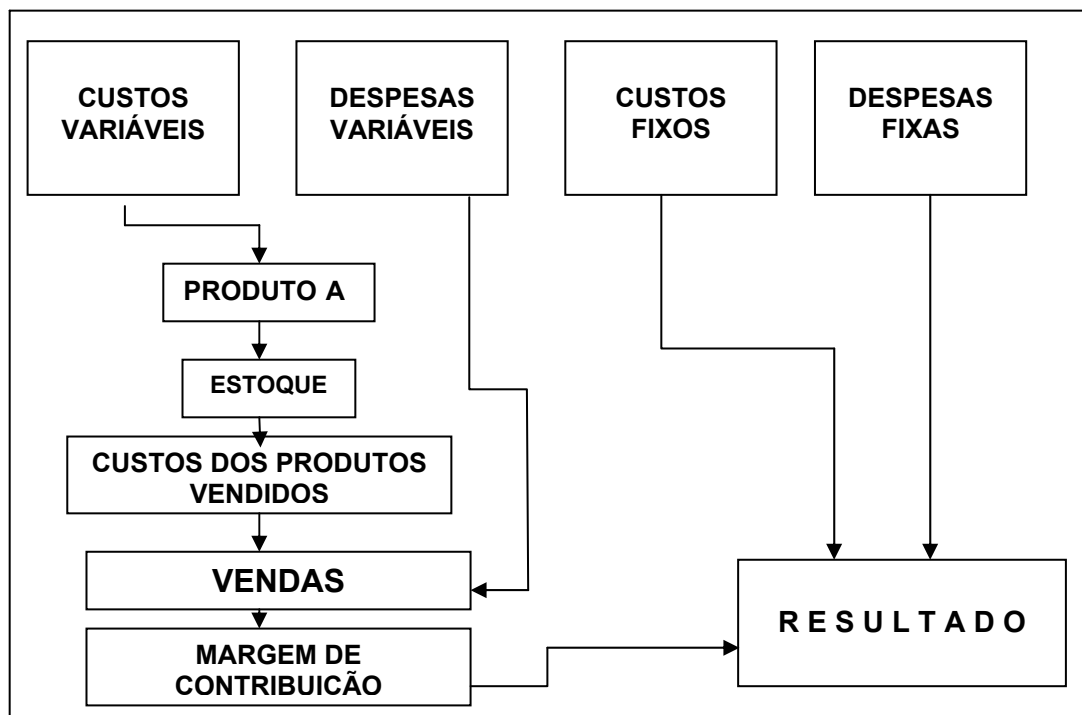 CUSTOS
VARIÁVEIS
DESPESAS
VARIÁVEIS
CUSTOS
FIXOS
DESPESAS
FIXAS
PRODUTO A
ESTOQUE
CUSTOS DOS PRODUTOS
VENDIDOS
VENDAS
MARGEM DE
CONTRIBUICÃO
R E S U L T A D O